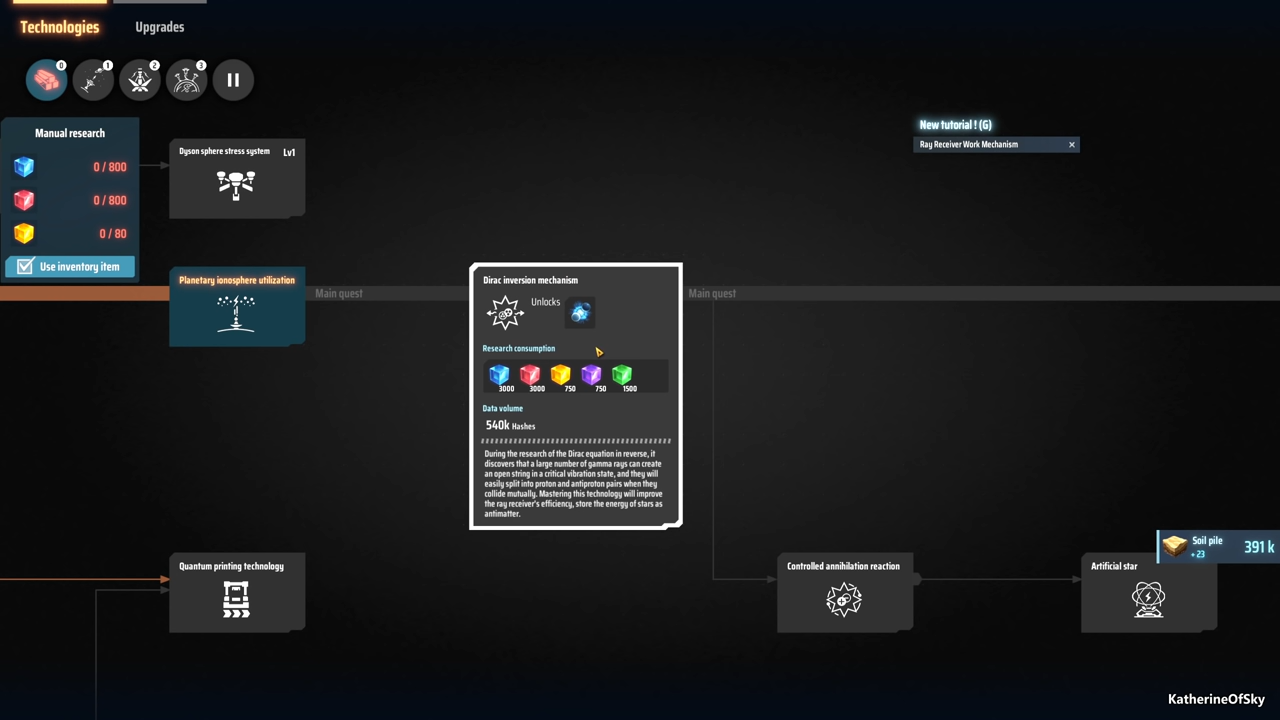 Technologies
Upgrades
0
1
2
3
Manual research
0 / 800
0 / 800
0 / 80
Use inventory item
Dyson sphere stress system
Lv1
New tutorial ! (G)
Ray Receiver Work Mechanism
Planetary ionosphere utilization
Main quest
Dirac inversion mechanism
Unlocks
Research consumption
3000
3000
750
750
1500
Data volume
540k Hashes
During the research of the Dirac equation in reverse, it
discovers that a large number of gamma rays can create
an open string in a critical vibration state, and they will
easily split into proton and antiproton pairs when they
collide mutually. Mastering this technology will improve
the ray receiver's efficiency, store the energy of stars as
antimatter.
Main quest
Soil pile
+ 23
391 k
Quantum printing technology
Controlled annihilation reaction
Artificial star
KatherineOfSky